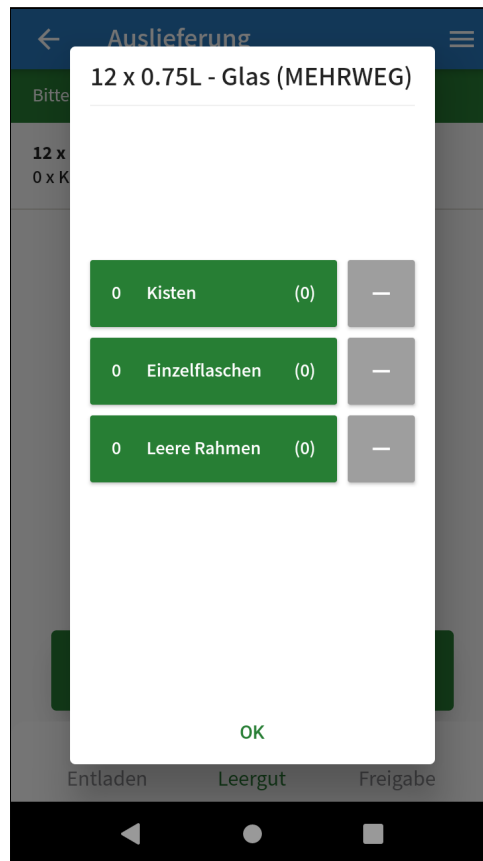 Auslieferung
12 x 0.75L - Glas (MEHRWEG)
Bitte
12 x
0 x K
0 Kisten (0)
0 Einzelflaschen (0)
0 Leere Rahmen (0)
OK
Entladen Leergut Freigabe